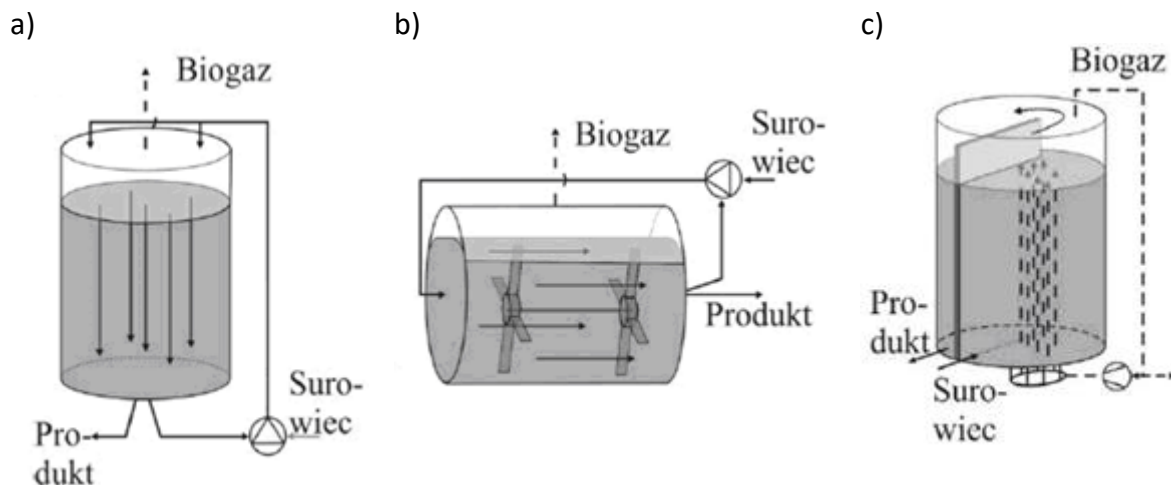 a)
Biogaz
Suro-
wiec
Pro-
dukt
b)
Biogaz
Suro-
wiec
Produkt
c)
Biogaz
Pro-
dukt
Suro-
wiec